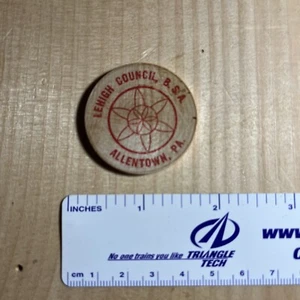 LEHIGH COUNCIL, B.S.A.
ALLENTOWN, PA.
INCHES 1 2 3
www.
No one trains you like TRIANGLE
TECH
cm 1 2 3 4 5 6 7